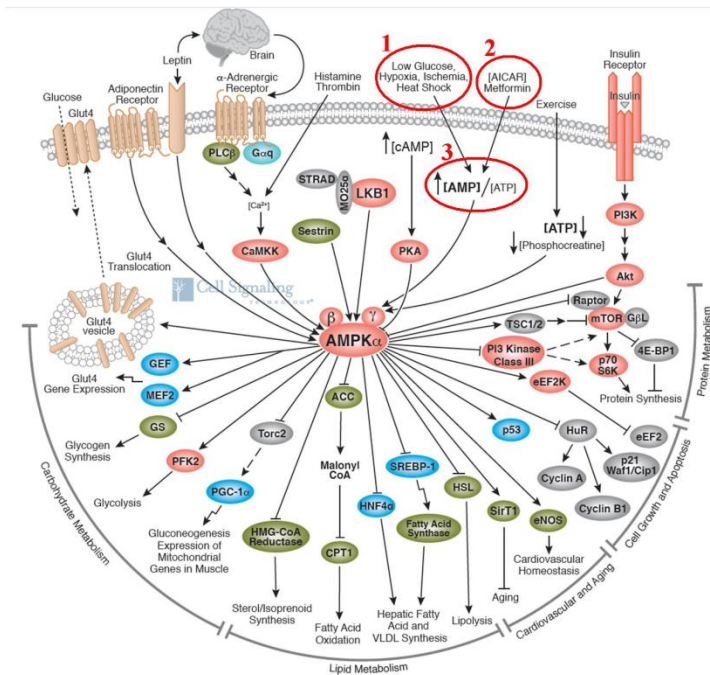 1
2
3
Brain
Leptin
Adiponectin
Receptor
α-Adrenergic
Receptor
Histamine
Thrombin
Low Glucose,
Hypoxia, Ischemia,
Heat Shock
[AICAR]
Metformin
Exercise
Insulin
Receptor
Insulin
Glucose
Glut4
PLCβ
Gαq
[Ca²⁺]
CaMKK
STRAD
MO25α
LKB1
Sestrin
[cAMP]
PKA
[AMP]/[ATP]
[ATP]
[Phosphocreatine]
PI3K
Akt
Glut4
Translocation
Cell Signaling
TECHNOLOGY®
Glut4
vesicle
β
γ
AMPKα
Raptor
mTOR
GβL
TSC1/2
PI3 Kinase
Class III
p70
S6K
4E-BP1
Protein Synthesis
eEF2K
eEF2
GEF
MEF2
Glut4
Gene Expression
GS
Glycogen
Synthesis
PFK2
Glycolysis
Torc2
PGC-1α
Gluconeogenesis
Expression of
Mitochondrial
Genes in Muscle
HMG-CoA
Reductase
Sterol/Isoprenoid
Synthesis
ACC
Malonyl
CoA
CPT1
Fatty Acid
Oxidation
HNF4α
SREBP-1
Fatty Acid
Synthase
Hepatic Fatty
Acid and
VLDL Synthesis
HSL
Lipolysis
SirT1
Aging
eNOS
Cardiovascular
Homeostasis
p53
HuR
Cyclin A
Cyclin B1
p21
Waf1/Cip1
Carbohydrate Metabolism
Lipid Metabolism
Cardiovascular and Aging
Cell Growth and Apoptosis
Protein Metabolism